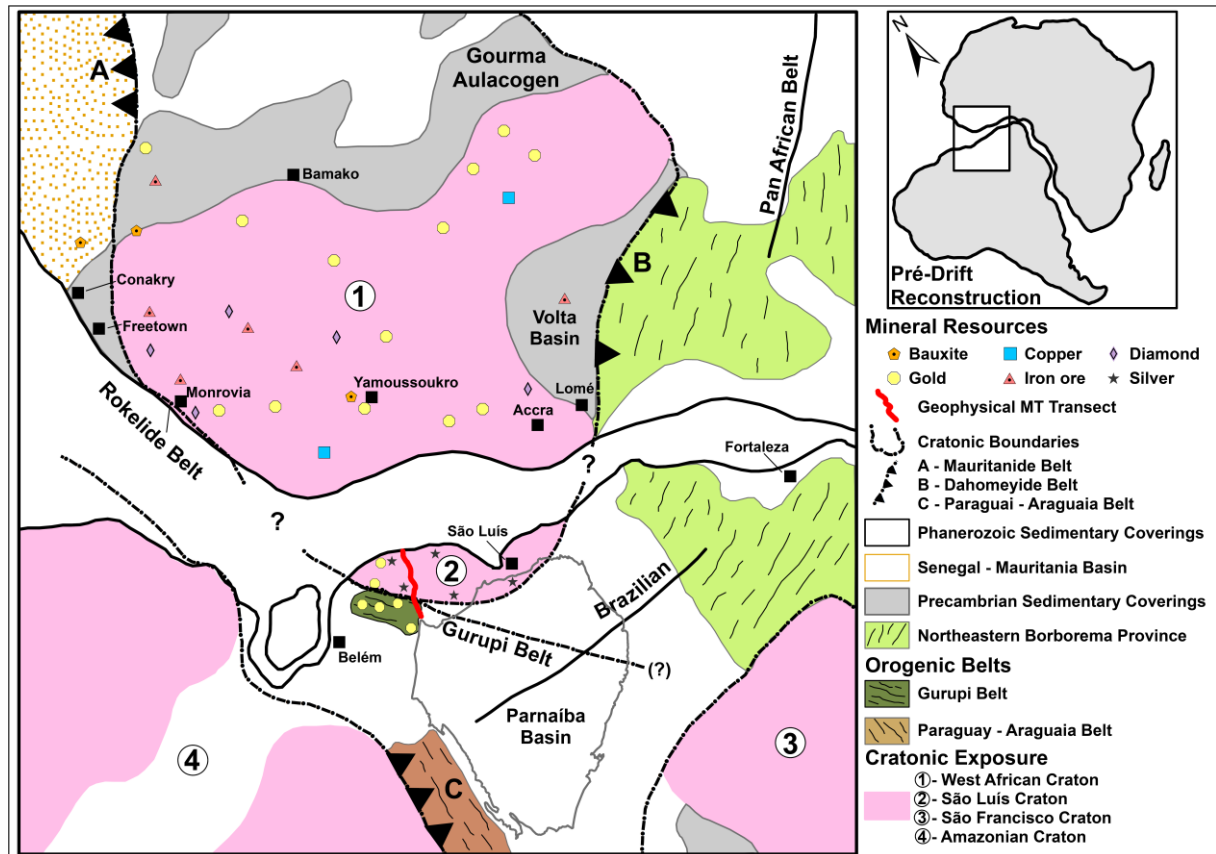 A
Gourma
Aulacogen
Pan African Belt
Bamako
B
Conakry
1
Freetown
Volta
Basin
Monrovia
Yamoussoukro
Lomé
Accra
Rokelide Belt
Fortaleza
?
?
São Luís
2
Brazilian
Gurupi Belt
Belém
(?)
Parnaíba
Basin
3
4
C
N
Pré-Drift
Reconstruction
Mineral Resources
Bauxite
Copper
Diamond
Gold
Iron ore
Silver
Geophysical MT Transect
Cratonic Boundaries
A - Mauritanide Belt
B - Dahomeyide Belt
C - Paraguai - Araguaia Belt
Phanerozoic Sedimentary Coverings
Senegal - Mauritania Basin
Precambrian Sedimentary Coverings
Northeastern Borborema Province
Orogenic Belts
Gurupi Belt
Paraguay - Araguaia Belt
Cratonic Exposure
1 - West African Craton
2 - São Luís Craton
3 - São Francisco Craton
4 - Amazonian Craton